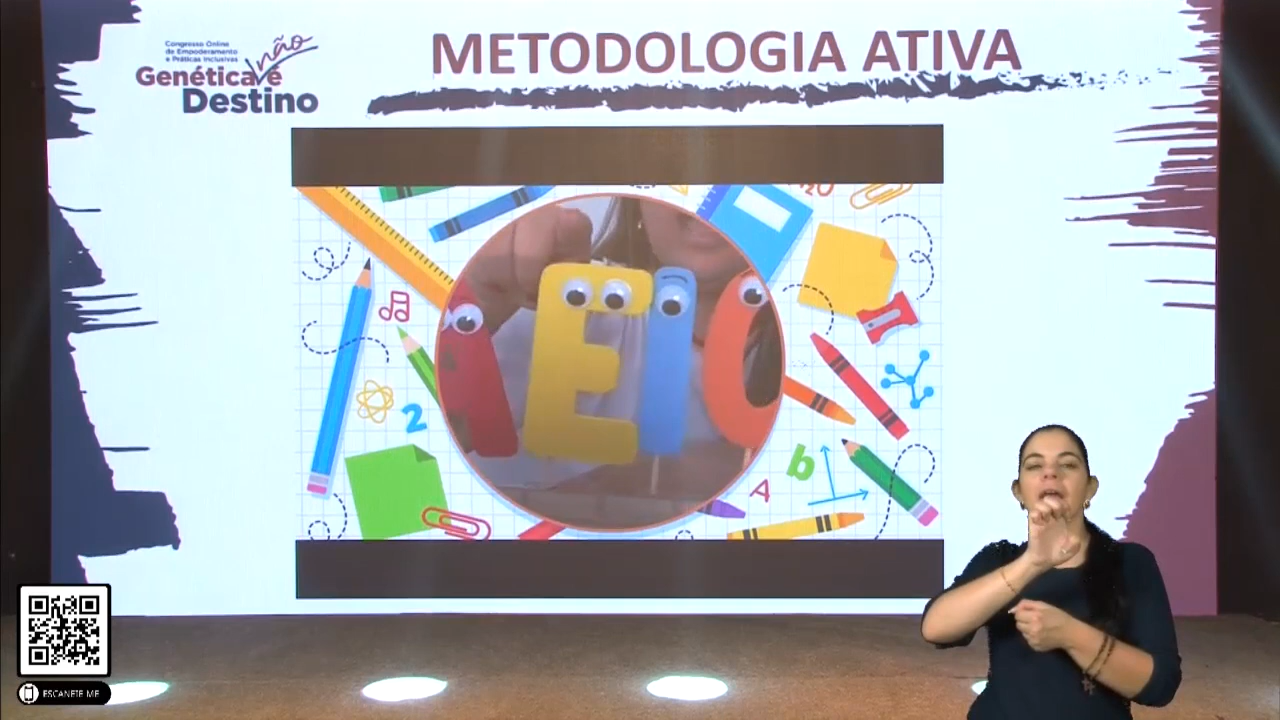 Congresso Online
de Empoderamento
e Práticas Inclusivas
Genética não é
Destino
METODOLOGIA ATIVA
A E I O
2
b
A
ESCANEIE ME